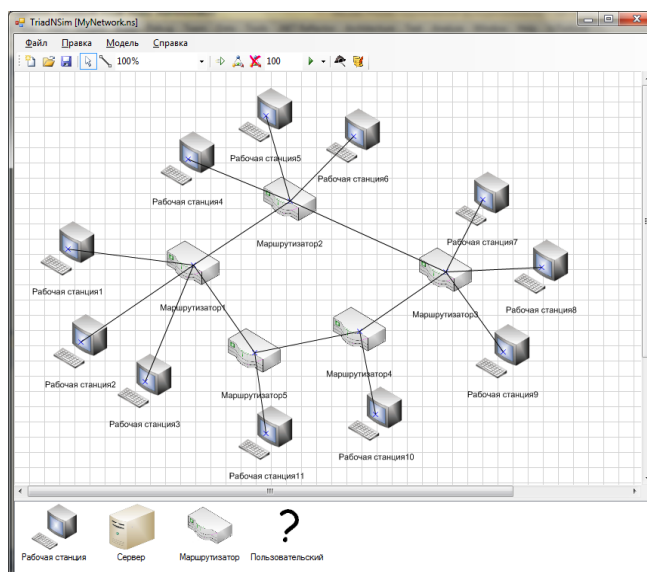 TriadNSim [MyNetwork.ns]
Файл Правка Модель Справка
100% 100
Рабочая станция5
Рабочая станция6
Рабочая станция4
Рабочая станция7
Маршрутизатор2
Рабочая станция1
Маршрутизатор1
Рабочая станция8
Маршрутизатор3
Рабочая станция2
Маршрутизатор5
Маршрутизатор4
Рабочая станция9
Рабочая станция3
Рабочая станция10
Рабочая станция11
Рабочая станция Сервер Маршрутизатор Пользовательский